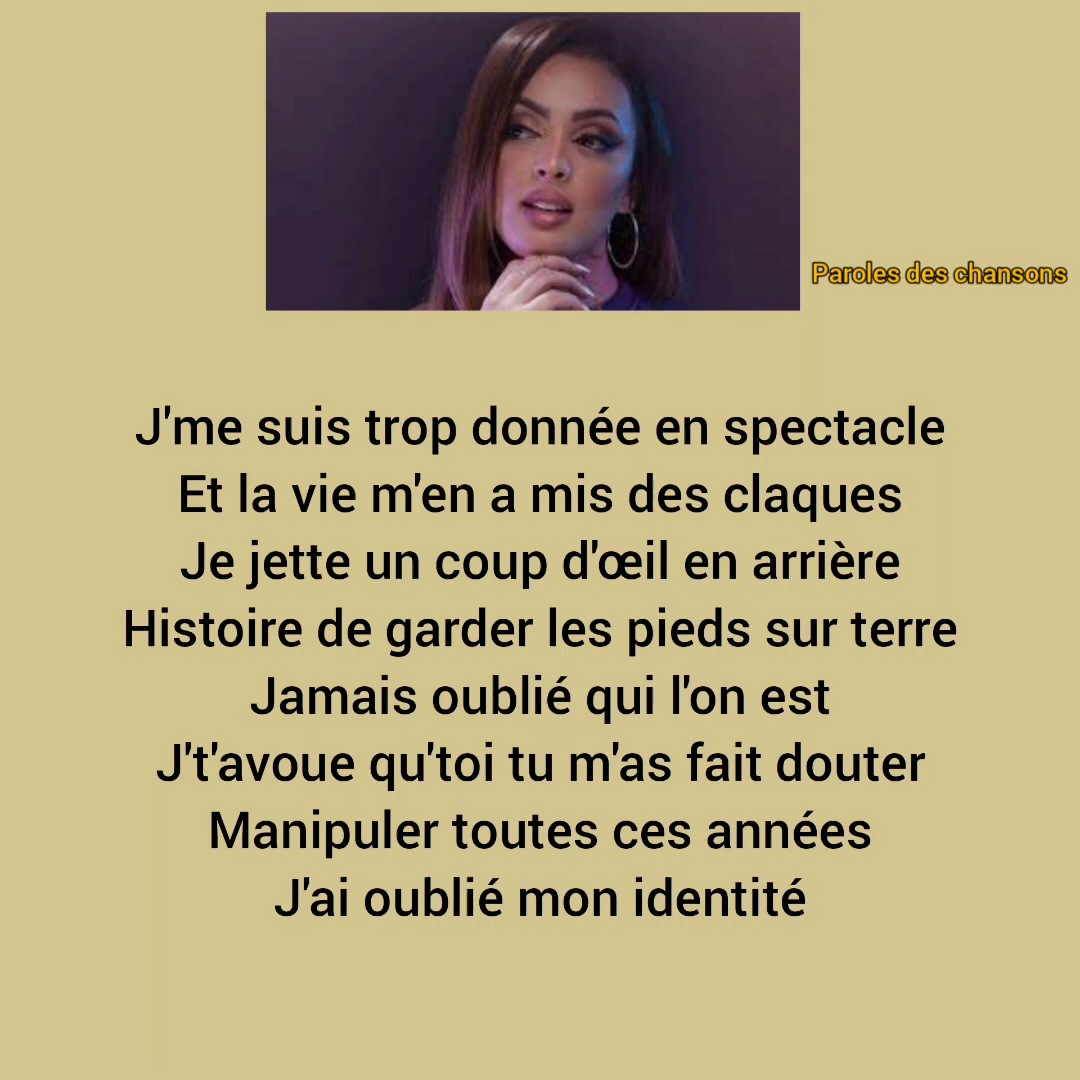 Paroles des chansons
J'me suis trop donnée en spectacle
Et la vie m'en a mis des claques
Je jette un coup d'œil en arrière
Histoire de garder les pieds sur terre
Jamais oublié qui l'on est
J't'avoue qu'toi tu m'as fait douter
Manipuler toutes ces années
J'ai oublié mon identité